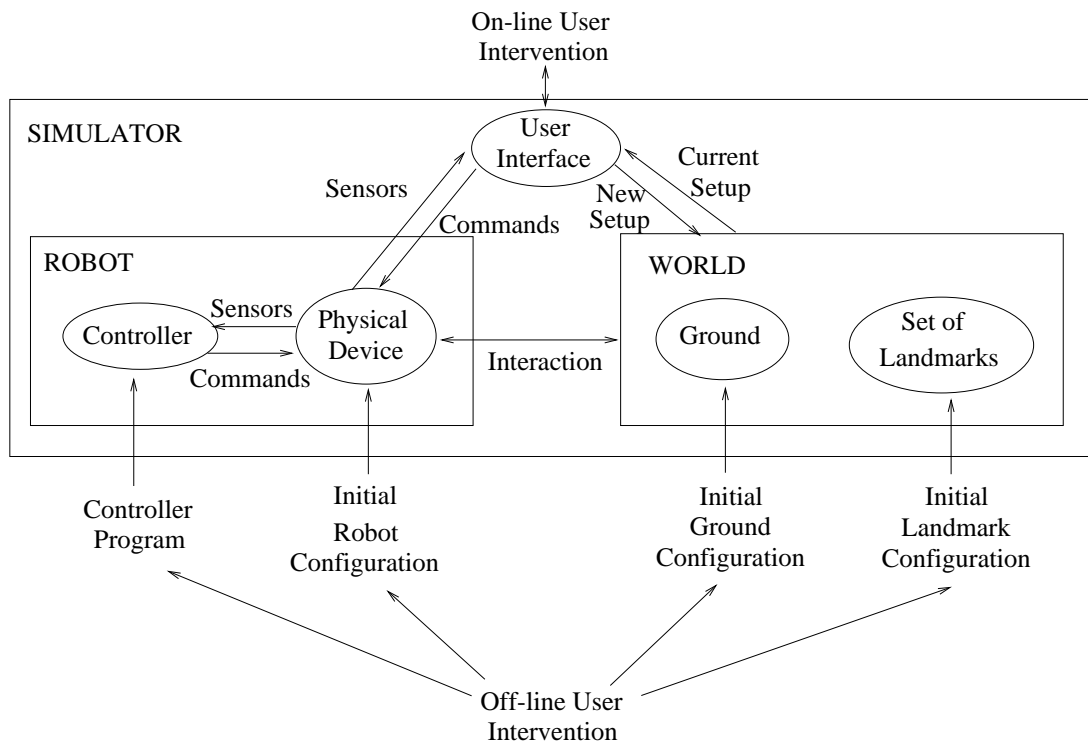 On-line User
Intervention
SIMULATOR
User
Interface
Sensors
Commands
Current
Setup
New
Setup
ROBOT
Controller
Sensors
Commands
Physical
Device
Interaction
WORLD
Ground
Set of
Landmarks
Controller
Program
Initial
Robot
Configuration
Initial
Ground
Configuration
Initial
Landmark
Configuration
Off-line User
Intervention